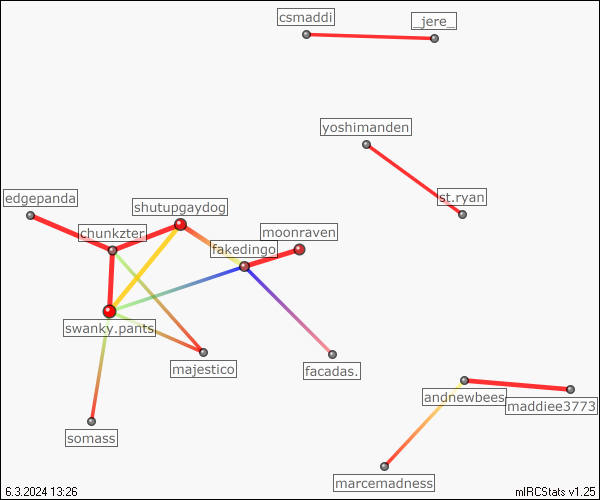 csmaddi
_jere_
yoshimanden
st.ryan
edgepanda
shutupgaydog
chunkzter
moonraven
fakedingo
swanky.pants
majestico
facadas.
andnewbees
maddiee3773
somass
marcemadness
6.3.2024 13:26
mIRCStats v1.25